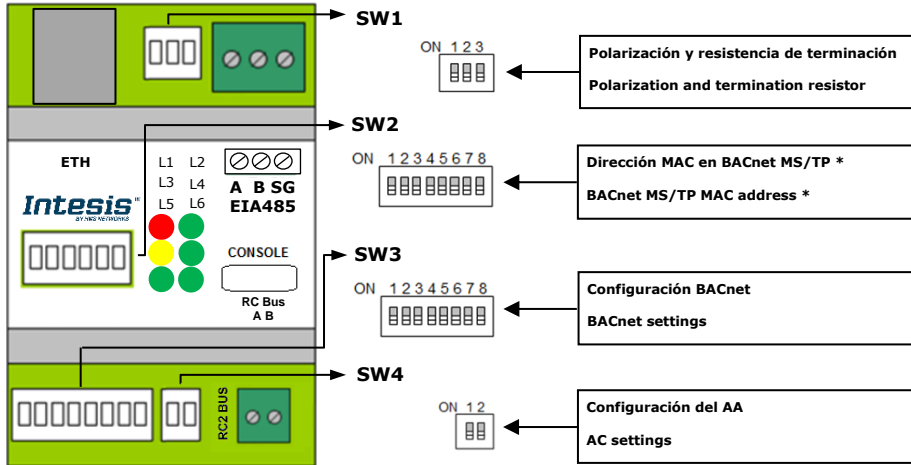 SW1
ON 1 2 3
Polarización y resistencia de terminación
Polarization and termination resistor
SW2
ETH
L1 L2
L3 L4
L5 L6
A B SG
EIA485
Intesis™
BY HMS NETWORKS
ON 1 2 3 4 5 6 7 8
Dirección MAC en BACnet MS/TP *
BACnet MS/TP MAC address *
CONSOLE
RC Bus
A B
SW3
ON 1 2 3 4 5 6 7 8
Configuración BACnet
BACnet settings
SW4
RC2 BUS
ON 1 2
Configuración del AA
AC settings